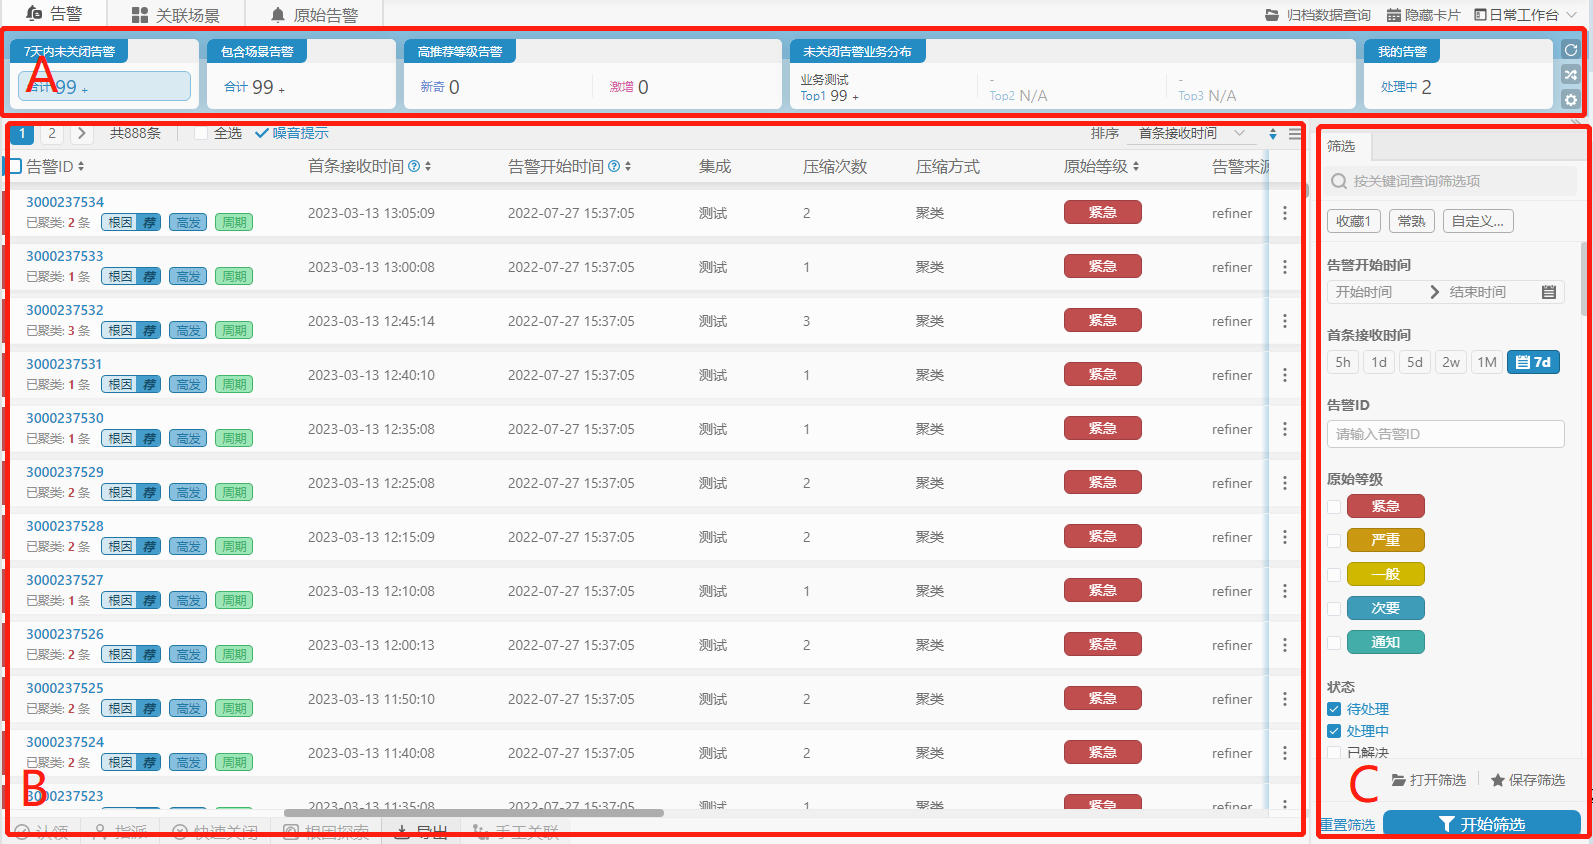 告警 关联场景 原始告警 归档数据查询 隐藏卡片 日常工作台
7天内未关闭告警 包含场景告警 高推荐等级告警 未关闭告警业务分布 我的告警
A
合计 99 + 合计 99 + 新奇 0 激增 0 业务测试 Top1 99 + - Top2 N/A - Top3 N/A 处理中 2
1 2 共888条 全选 噪音提示 排序 首条接收时间
告警ID 首条接收时间 告警开始时间 集成 压缩次数 压缩方式 原始等级 告警来源
3000237534
已聚类: 2 条 根因 荐 高发 周期 2023-03-13 13:05:09 2022-07-27 15:37:05 测试 2 聚类 紧急 refiner
3000237533
已聚类: 1 条 根因 荐 高发 周期 2023-03-13 13:00:08 2022-07-27 15:37:05 测试 1 聚类 紧急 refiner
3000237532
已聚类: 3 条 根因 荐 高发 周期 2023-03-13 12:45:14 2022-07-27 15:37:05 测试 3 聚类 紧急 refiner
3000237531
已聚类: 1 条 根因 荐 高发 周期 2023-03-13 12:40:10 2022-07-27 15:37:05 测试 1 聚类 紧急 refiner
3000237530
已聚类: 1 条 根因 荐 高发 周期 2023-03-13 12:35:08 2022-07-27 15:37:05 测试 1 聚类 紧急 refiner
3000237529
已聚类: 2 条 根因 荐 高发 周期 2023-03-13 12:25:08 2022-07-27 15:37:05 测试 2 聚类 紧急 refiner
3000237528
已聚类: 2 条 根因 荐 高发 周期 2023-03-13 12:15:09 2022-07-27 15:37:05 测试 2 聚类 紧急 refiner
3000237527
已聚类: 1 条 根因 荐 高发 周期 2023-03-13 12:10:08 2022-07-27 15:37:05 测试 1 聚类 紧急 refiner
3000237526
已聚类: 2 条 根因 荐 高发 周期 2023-03-13 12:00:13 2022-07-27 15:37:05 测试 2 聚类 紧急 refiner
3000237525
已聚类: 2 条 根因 荐 高发 周期 2023-03-13 11:50:10 2022-07-27 15:37:05 测试 2 聚类 紧急 refiner
3000237524
已聚类: 2 条 根因 荐 高发 周期 2023-03-13 11:40:08 2022-07-27 15:37:05 测试 2 聚类 紧急 refiner
3000237523
2023-03-13 11:35:08 2022-07-27 15:37:05 测试 1 聚类 紧急 refiner
B
认领 指派 快速关闭 根因探索 导出 手工关联
筛选
按关键词查询筛选项
收藏1 常熟 自定义...
告警开始时间
开始时间 结束时间
首条接收时间
5h 1d 5d 2w 1M 7d
告警ID
请输入告警ID
原始等级
紧急
严重
一般
次要
通知
状态
待处理
处理中
已解决
C
打开筛选 保存筛选
重置筛选 开始筛选